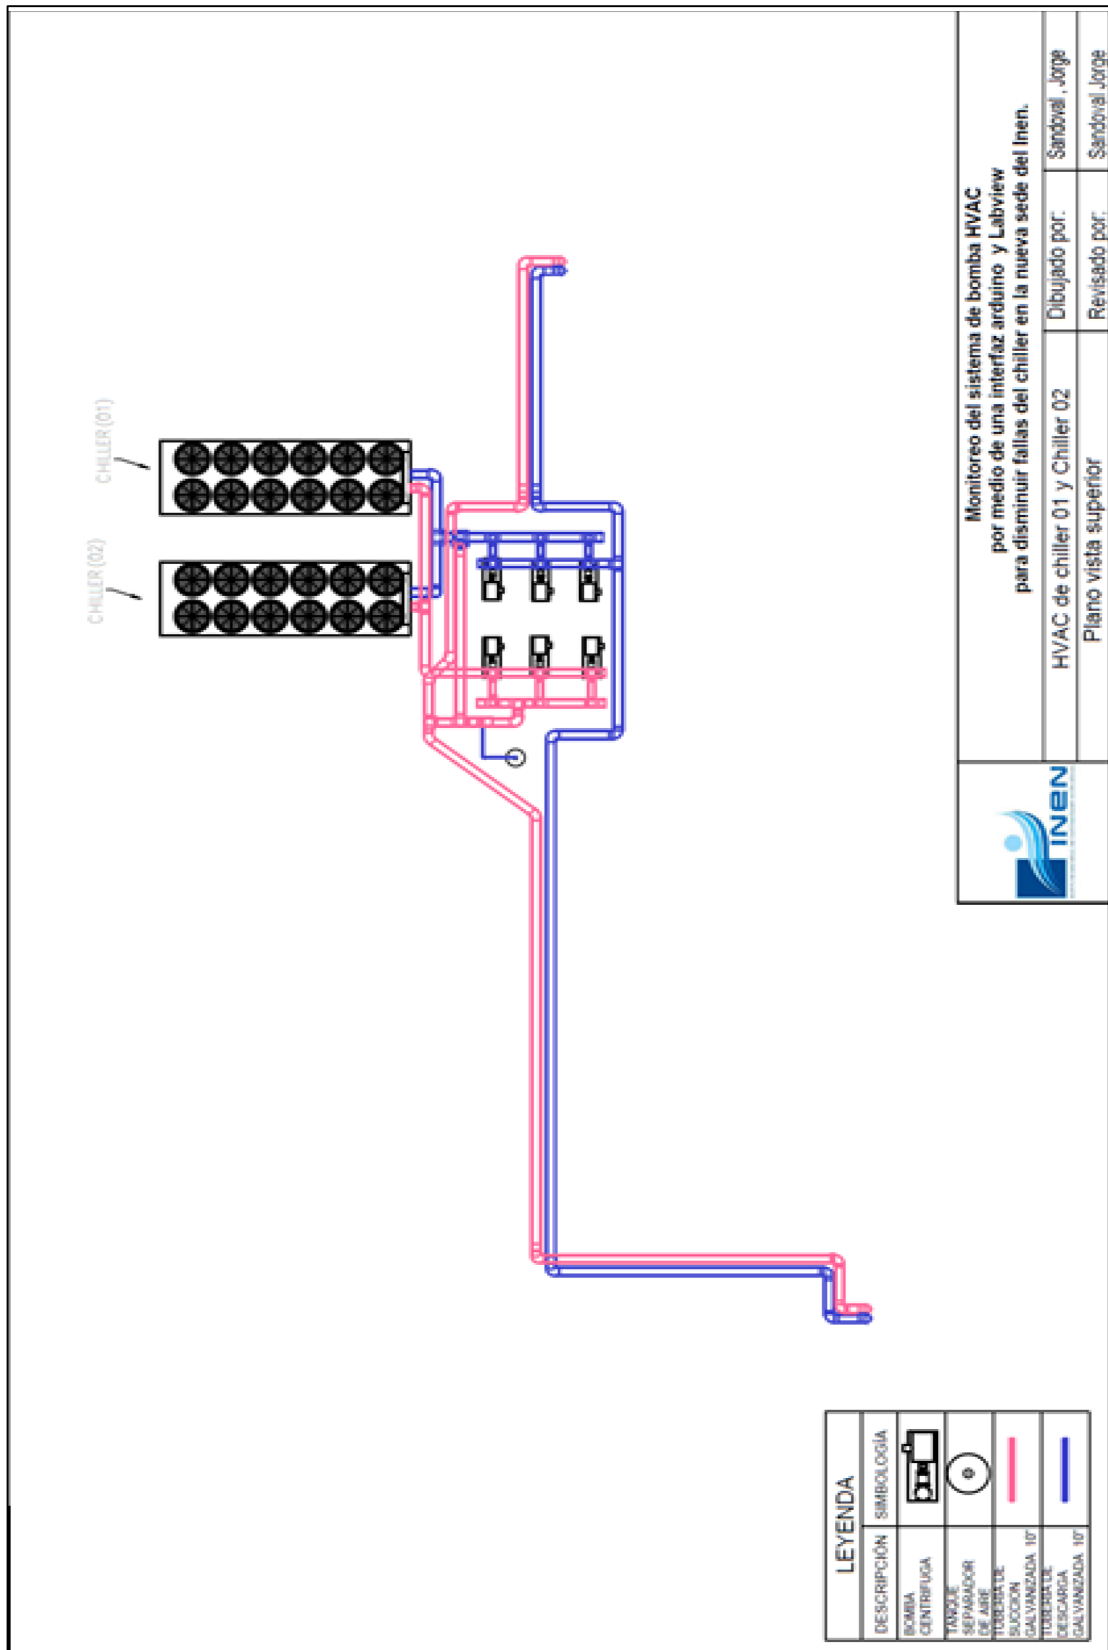 CHILLER (01)
CHILLER (02)
Monitoreo del sistema de bomba HVAC
por medio de una interfaz arduino y Labview
para disminuir fallas del chiller en la nueva sede del Inen.
HVAC de chiller 01 y Chiller 02
Dibujado por:
Sandoval , Jorge
Plano vista superior
Revisado por:
Sandoval Jorge
INEN
LEYENDA
DESCRIPCIÓN
SIMBOLOGÍA
BOMBA
CENTRIFUGA
TANQUE
SEPARADOR
DE AIRE
TUBERIA DE
SUCCION
GALVANIZADA 10"
TUBERIA DE
DESCARGA
GALVANIZADA 10"